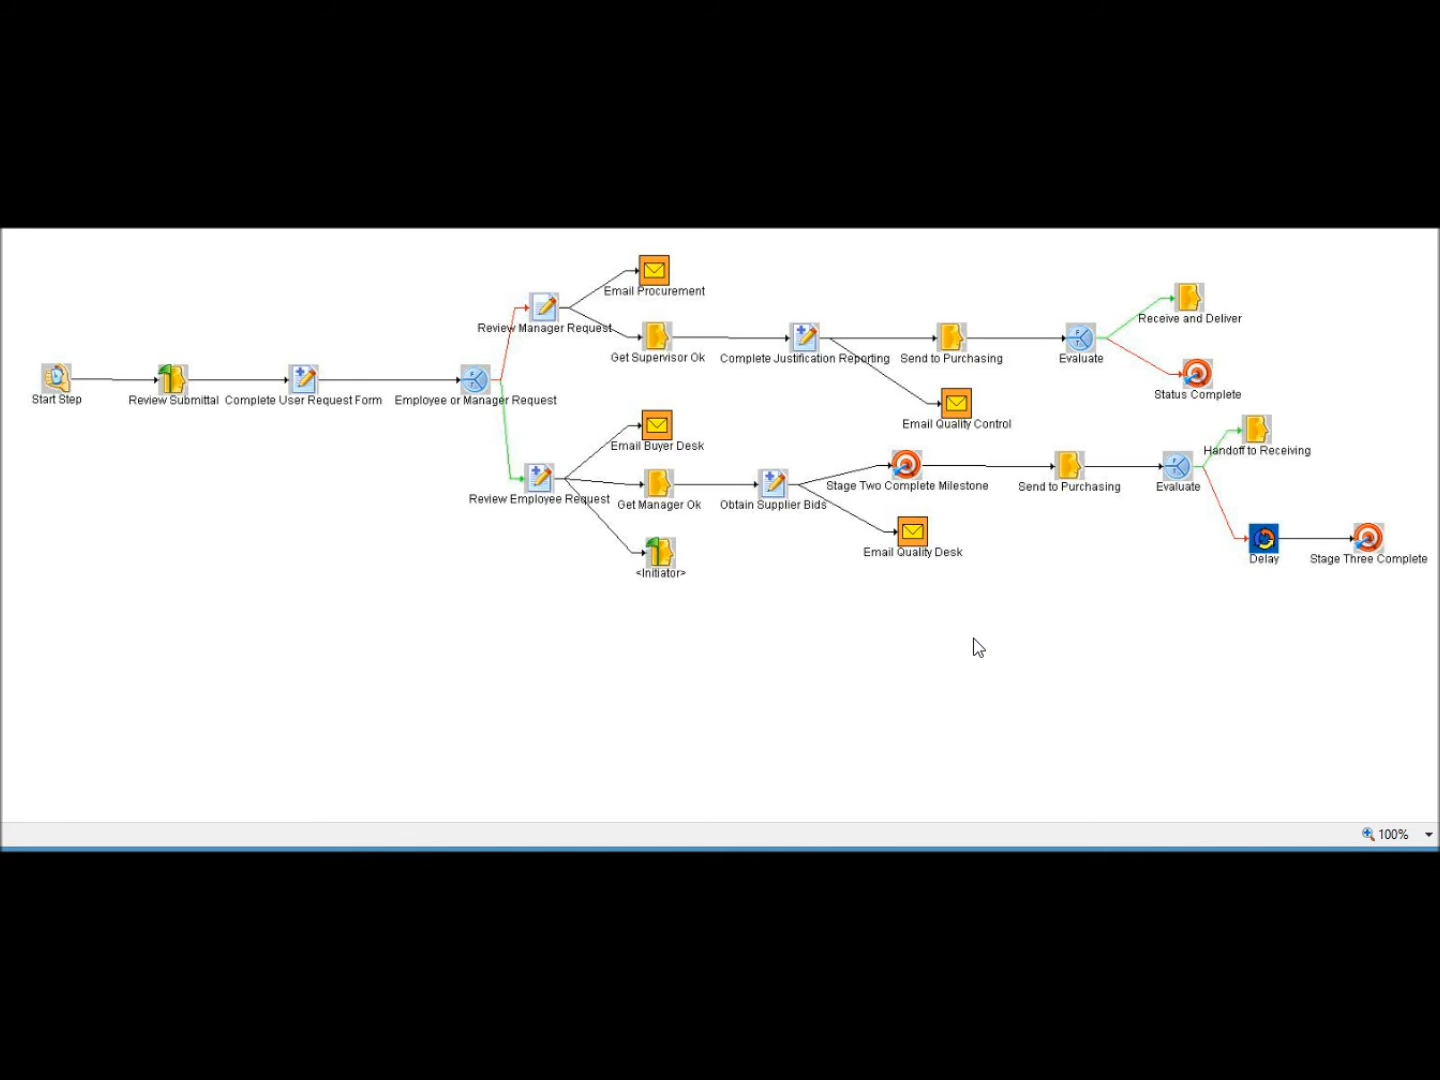 Email Procurement
Review Manager Request
Get Supervisor Ok
Complete Justification Reporting
Send to Purchasing
Evaluate
Receive and Deliver
Status Complete
Start Step
Review Submittal
Complete User Request Form
Employee or Manager Request
Email Quality Control
Email Buyer Desk
Handoff to Receiving
Review Employee Request
Get Manager Ok
Obtain Supplier Bids
Stage Two Complete Milestone
Send to Purchasing
Evaluate
Email Quality Desk
Delay
Stage Three Complete
<Initiator>
100%